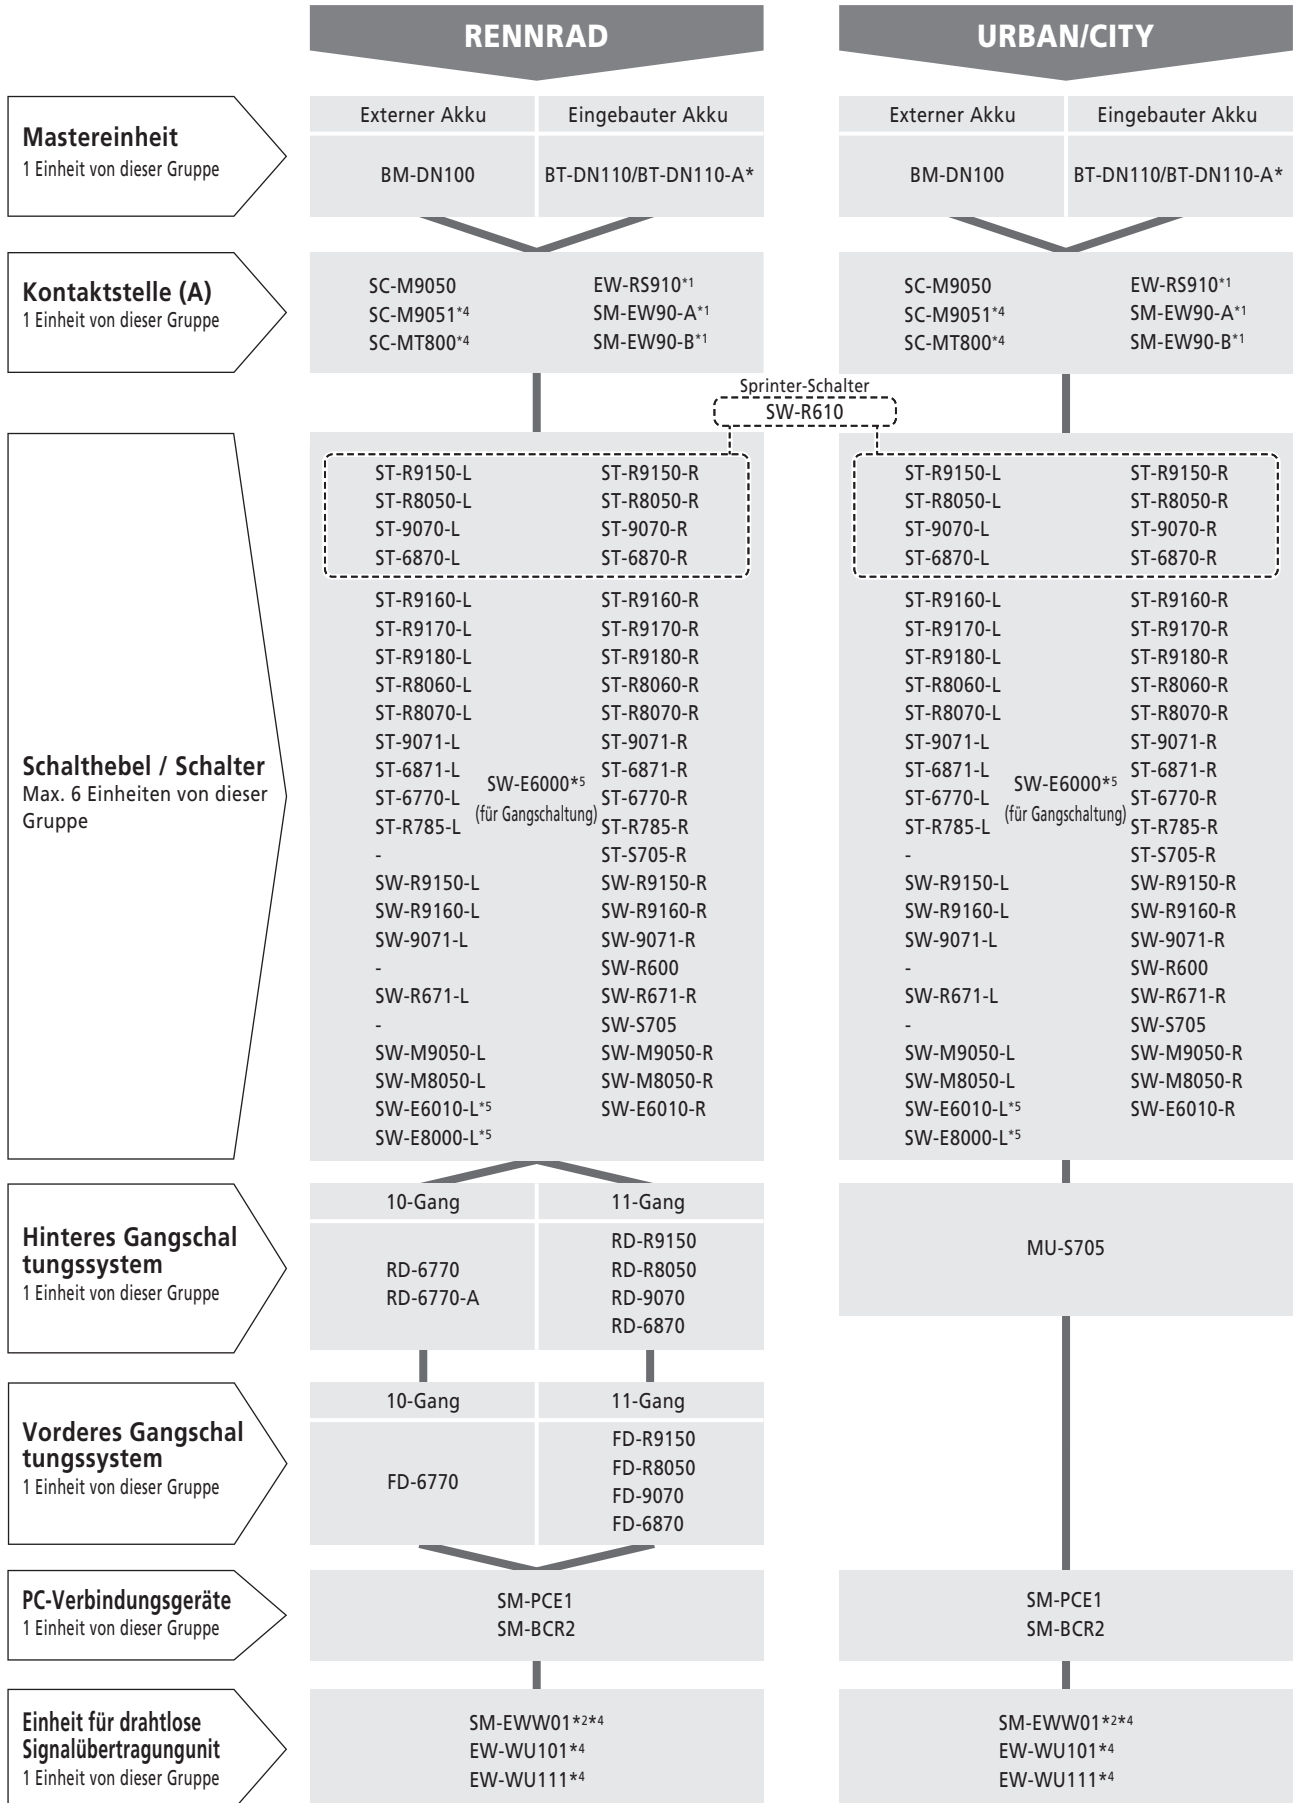 RENNRAD
URBAN/CITY
Mastereinheit
1 Einheit von dieser Gruppe
Externer Akku Eingebauter Akku
BM-DN100 BT-DN110/BT-DN110-A*
Externer Akku Eingebauter Akku
BM-DN100 BT-DN110/BT-DN110-A*
Kontaktstelle (A)
1 Einheit von dieser Gruppe
SC-M9050 EW-RS910*1
SC-M9051*4 SM-EW90-A*1
SC-MT800*4 SM-EW90-B*1
SC-M9050 EW-RS910*1
SC-M9051*4 SM-EW90-A*1
SC-MT800*4 SM-EW90-B*1
Sprinter-Schalter
SW-R610
Schalthebel / Schalter
Max. 6 Einheiten von dieser
Gruppe
ST-R9150-L ST-R9150-R
ST-R8050-L ST-R8050-R
ST-9070-L ST-9070-R
ST-6870-L ST-6870-R
ST-R9160-L ST-R9160-R
ST-R9170-L ST-R9170-R
ST-R9180-L ST-R9180-R
ST-R8060-L ST-R8060-R
ST-R8070-L ST-R8070-R
ST-9071-L ST-9071-R
ST-6871-L ST-6871-R
SW-E6000*5
ST-6770-L ST-6770-R
(für Gangschaltung)
ST-R785-L ST-R785-R
- ST-S705-R
SW-R9150-L SW-R9150-R
SW-R9160-L SW-R9160-R
SW-9071-L SW-9071-R
- SW-R600
SW-R671-L SW-R671-R
- SW-S705
SW-M9050-L SW-M9050-R
SW-M8050-L SW-M8050-R
SW-E6010-L*5 SW-E6010-R
SW-E8000-L*5
ST-R9150-L ST-R9150-R
ST-R8050-L ST-R8050-R
ST-9070-L ST-9070-R
ST-6870-L ST-6870-R
ST-R9160-L ST-R9160-R
ST-R9170-L ST-R9170-R
ST-R9180-L ST-R9180-R
ST-R8060-L ST-R8060-R
ST-R8070-L ST-R8070-R
ST-9071-L ST-9071-R
ST-6871-L ST-6871-R
SW-E6000*5
ST-6770-L ST-6770-R
(für Gangschaltung)
ST-R785-L ST-R785-R
- ST-S705-R
SW-R9150-L SW-R9150-R
SW-R9160-L SW-R9160-R
SW-9071-L SW-9071-R
- SW-R600
SW-R671-L SW-R671-R
- SW-S705
SW-M9050-L SW-M9050-R
SW-M8050-L SW-M8050-R
SW-E6010-L*5 SW-E6010-R
SW-E8000-L*5
Hinteres Gangschal
tungssystem
1 Einheit von dieser Gruppe
10-Gang
RD-6770
RD-6770-A
11-Gang
RD-R9150
RD-R8050
RD-9070
RD-6870
MU-S705
Vorderes Gangschal
tungssystem
1 Einheit von dieser Gruppe
10-Gang
FD-6770
11-Gang
FD-R9150
FD-R8050
FD-9070
FD-6870
PC-Verbindungsgeräte
1 Einheit von dieser Gruppe
SM-PCE1
SM-BCR2
SM-PCE1
SM-BCR2
Einheit für drahtlose
Signalübertragungunit
1 Einheit von dieser Gruppe
SM-EWW01*2*4
EW-WU101*4
EW-WU111*4
SM-EWW01*2*4
EW-WU101*4
EW-WU111*4